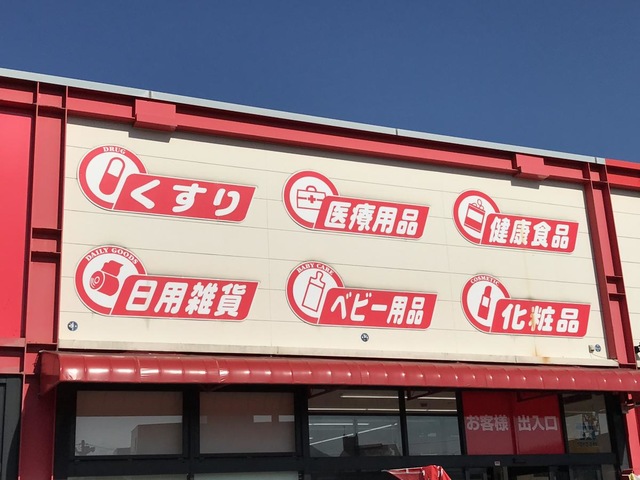 DRUG
くすり
医療用品
健康食品
DAILY GOODS
日用雑貨
BABY CARE
ベビー用品
COSMETIC
化粧品
お客様 出入口